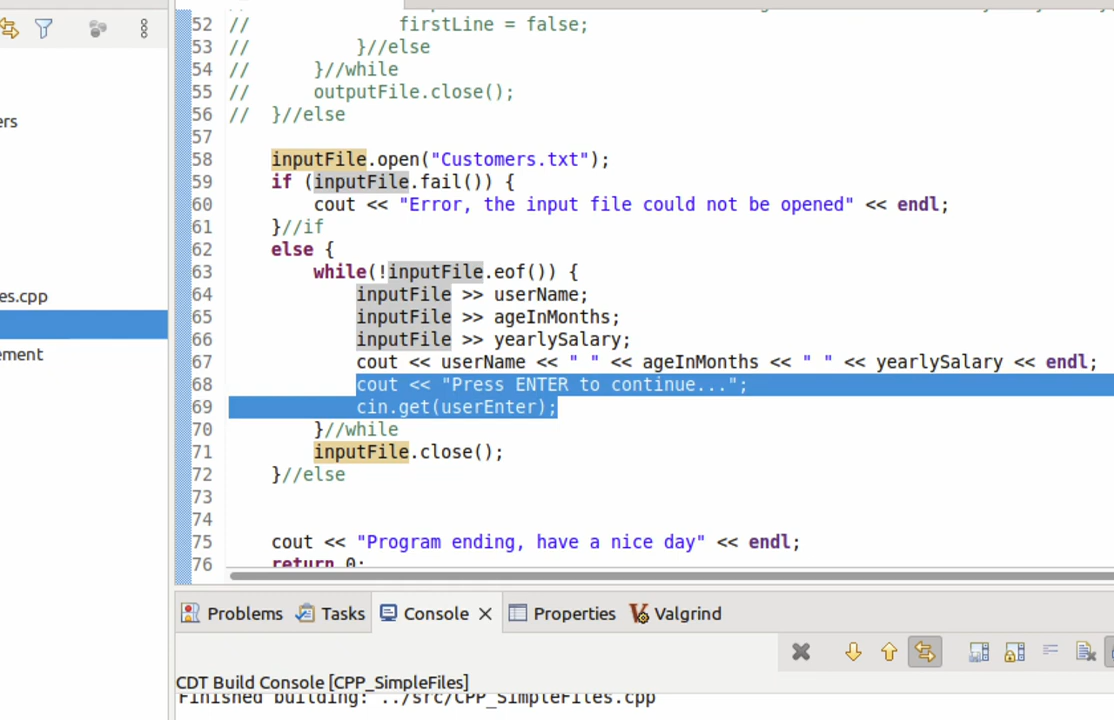 52 //              firstLine = false;
ers
53 //          }//else
54 //      }//while
55 //      outputFile.close();
56 //  }//else
57
58     inputFile.open("Customers.txt");
59     if (inputFile.fail()) {
60         cout << "Error, the input file could not be opened" << endl;
61     }//if
62     else {
63         while(!inputFile.eof()) {
es.cpp
64             inputFile >> userName;
65             inputFile >> ageInMonths;
66             inputFile >> yearlySalary;
ement
67             cout << userName << " " << ageInMonths << " " << yearlySalary << endl;
68             cout << "Press ENTER to continue...";
69             cin.get(userEnter);
70         }//while
71         inputFile.close();
72     }//else
73
74
75     cout << "Program ending, have a nice day" << endl;
76     return 0;
Problems Tasks Console Properties Valgrind
CDT Build Console [CPP_SimpleFiles]
Finished building: ../src/CPP_SimpleFiles.cpp